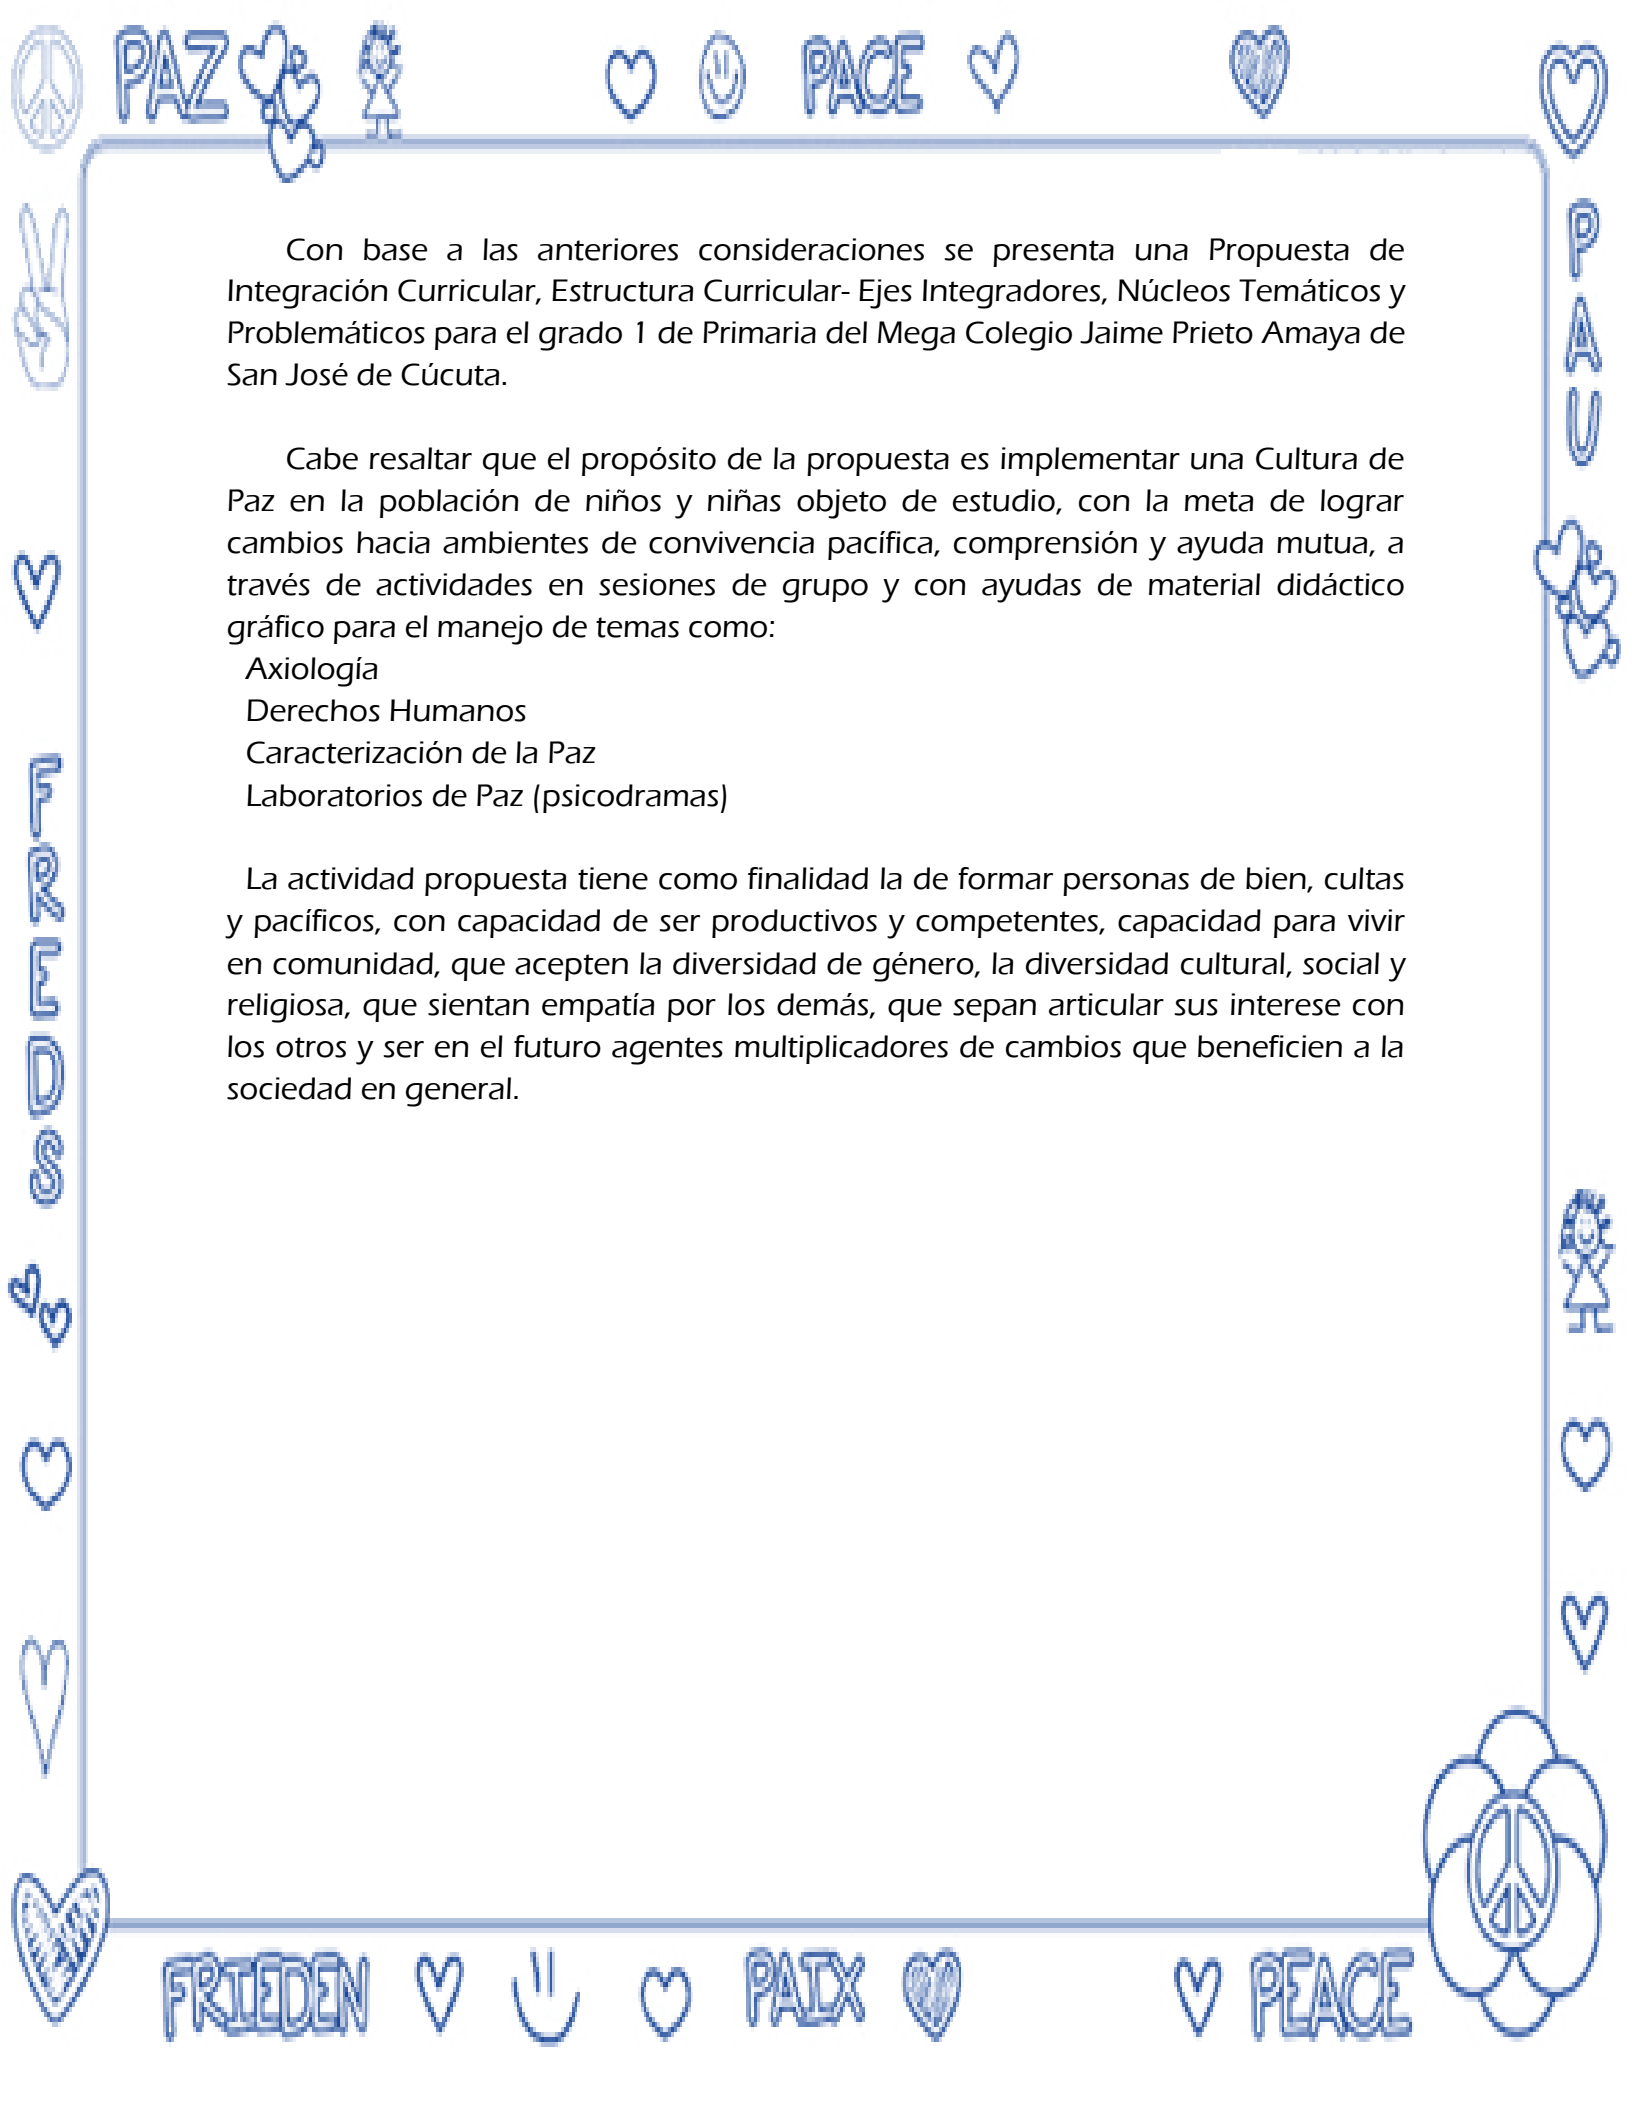 PAZ
PACE
Con base a las anteriores consideraciones se presenta una Propuesta de
Integración Curricular, Estructura Curricular- Ejes Integradores, Núcleos Temáticos y
Problemáticos para el grado 1 de Primaria del Mega Colegio Jaime Prieto Amaya de
San José de Cúcuta.
Cabe resaltar que el propósito de la propuesta es implementar una Cultura de
Paz en la población de niños y niñas objeto de estudio, con la meta de lograr
cambios hacia ambientes de convivencia pacífica, comprensión y ayuda mutua, a
través de actividades en sesiones de grupo y con ayudas de material didáctico
gráfico para el manejo de temas como:
Axiología
Derechos Humanos
Caracterización de la Paz
Laboratorios de Paz (psicodramas)
La actividad propuesta tiene como finalidad la de formar personas de bien, cultas
y pacíficos, con capacidad de ser productivos y competentes, capacidad para vivir
en comunidad, que acepten la diversidad de género, la diversidad cultural, social y
religiosa, que sientan empatía por los demás, que sepan articular sus interese con
los otros y ser en el futuro agentes multiplicadores de cambios que beneficien a la
sociedad en general.
PAU
FREDS
FRIEDEN
PAIX
PEACE